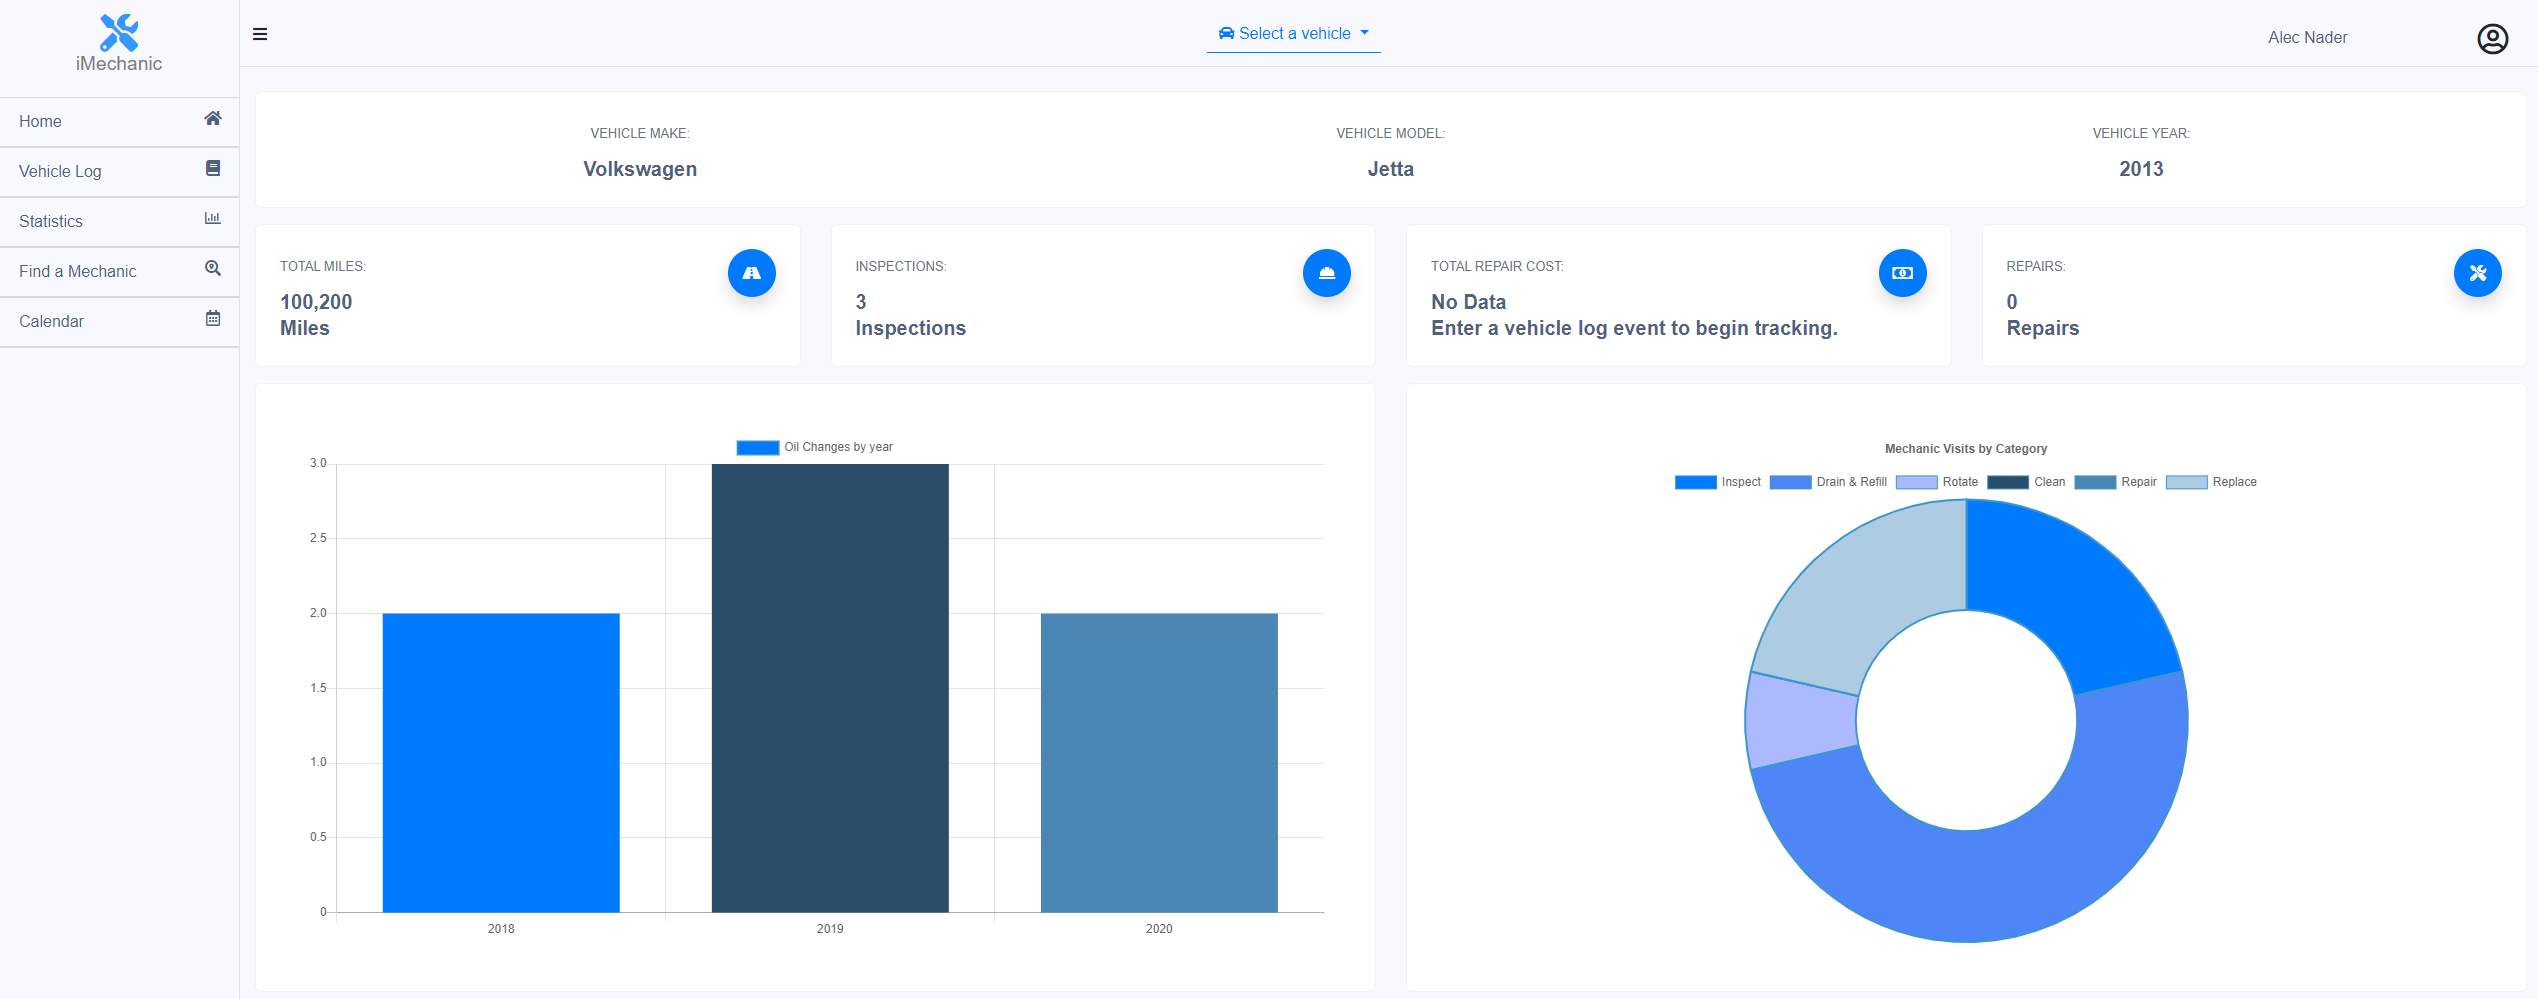 iMechanic
Select a vehicle
Alec Nader
Home
Vehicle Log
Statistics
Find a Mechanic
Calendar
VEHICLE MAKE:
Volkswagen
VEHICLE MODEL:
Jetta
VEHICLE YEAR:
2013
TOTAL MILES:
100,200
Miles
INSPECTIONS:
3
Inspections
TOTAL REPAIR COST:
No Data
Enter a vehicle log event to begin tracking.
REPAIRS:
0
Repairs
Oil Changes by year
3.0
2.5
2.0
1.5
1.0
0.5
0
2018 2019 2020
Mechanic Visits by Category
Inspect Drain & Refill Rotate Clean Repair Replace